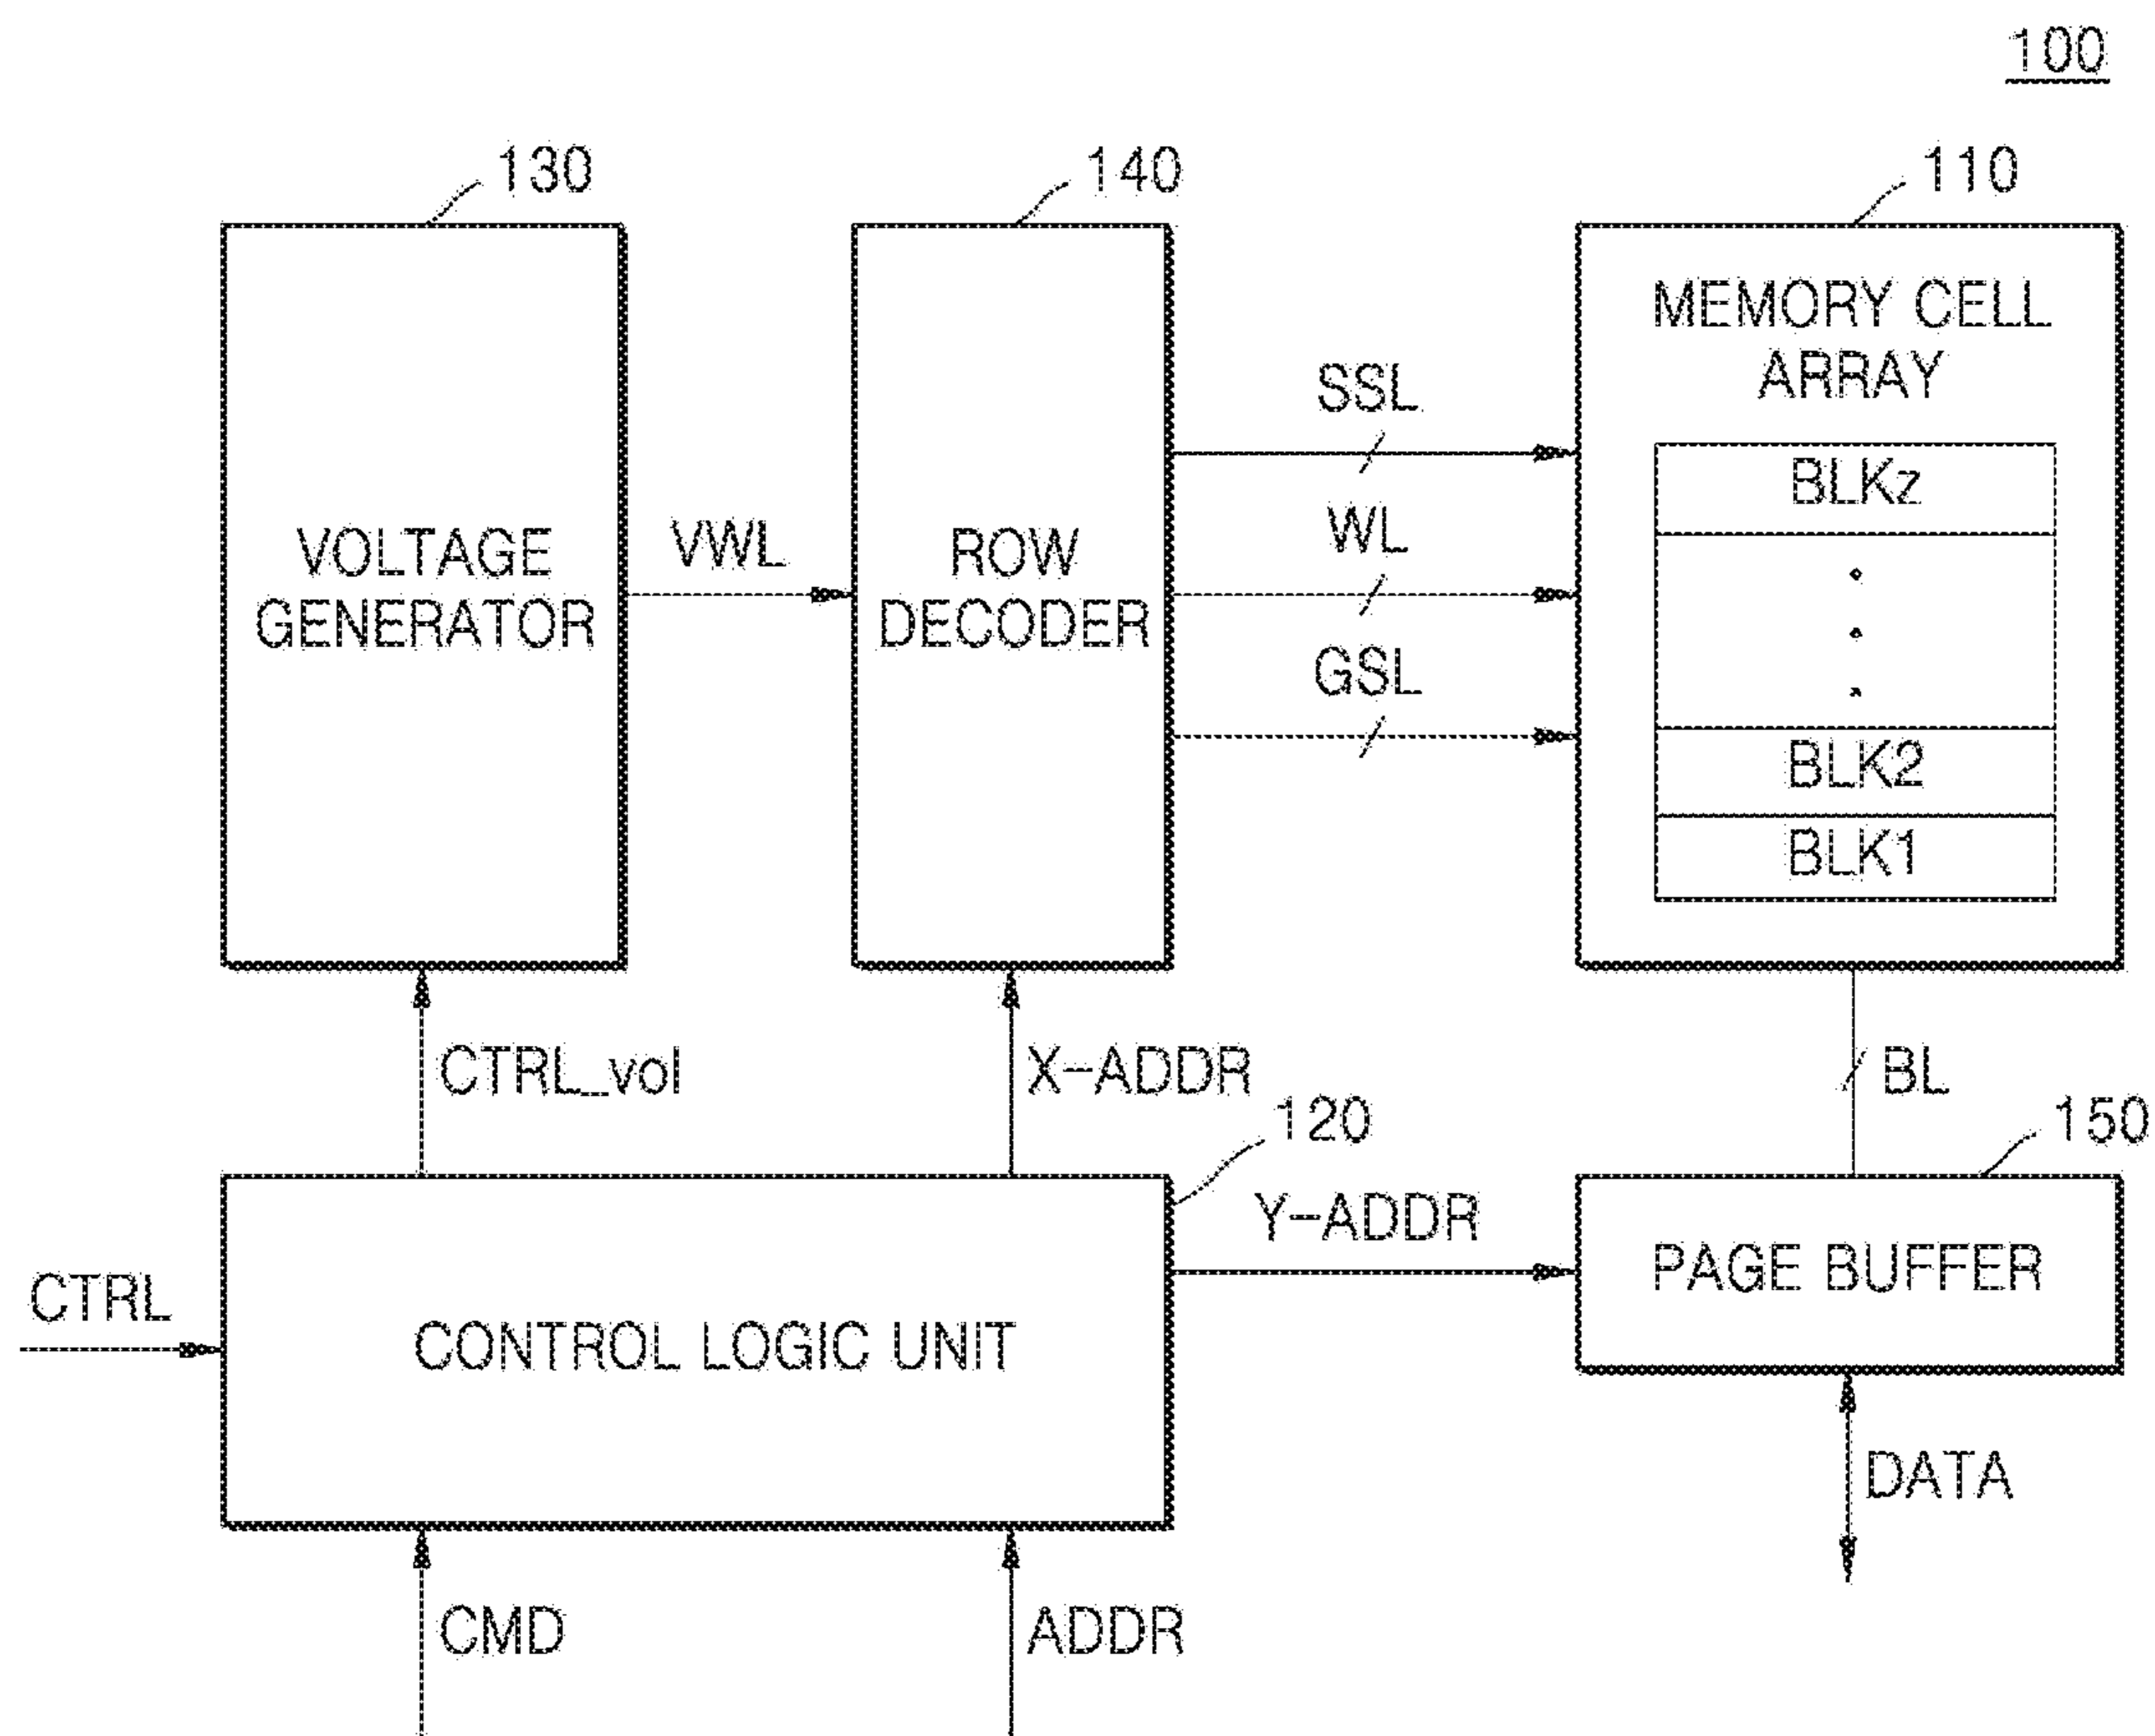 100
130
140
110
MEMORY CELL
ARRAY
SSL
BLKz
VOLTAGE
GENERATOR
VWL
ROW
DECODER
WL
GSL
BLK2
BLK1
CTRL_vol
X-ADDR
BL
120
150
Y-ADDR
PAGE BUFFER
CTRL
CONTROL LOGIC UNIT
DATA
CMD
ADDR